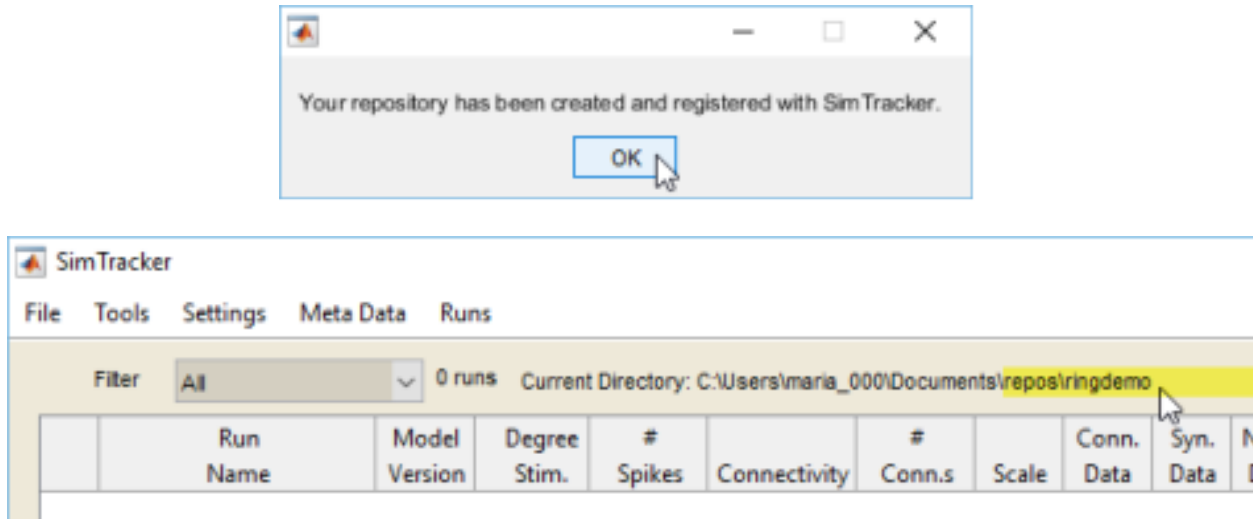 Your repository has been created and registered with SimTracker.
OK
SimTracker
File Tools Settings Meta Data Runs
Filter All 0 runs Current Directory: C:\Users\maria_000\Documents\repos\ringdemo
Run Model Degree # # Conn. Syn.
Name Version Stim. Spikes Connectivity Conn.s Scale Data Data